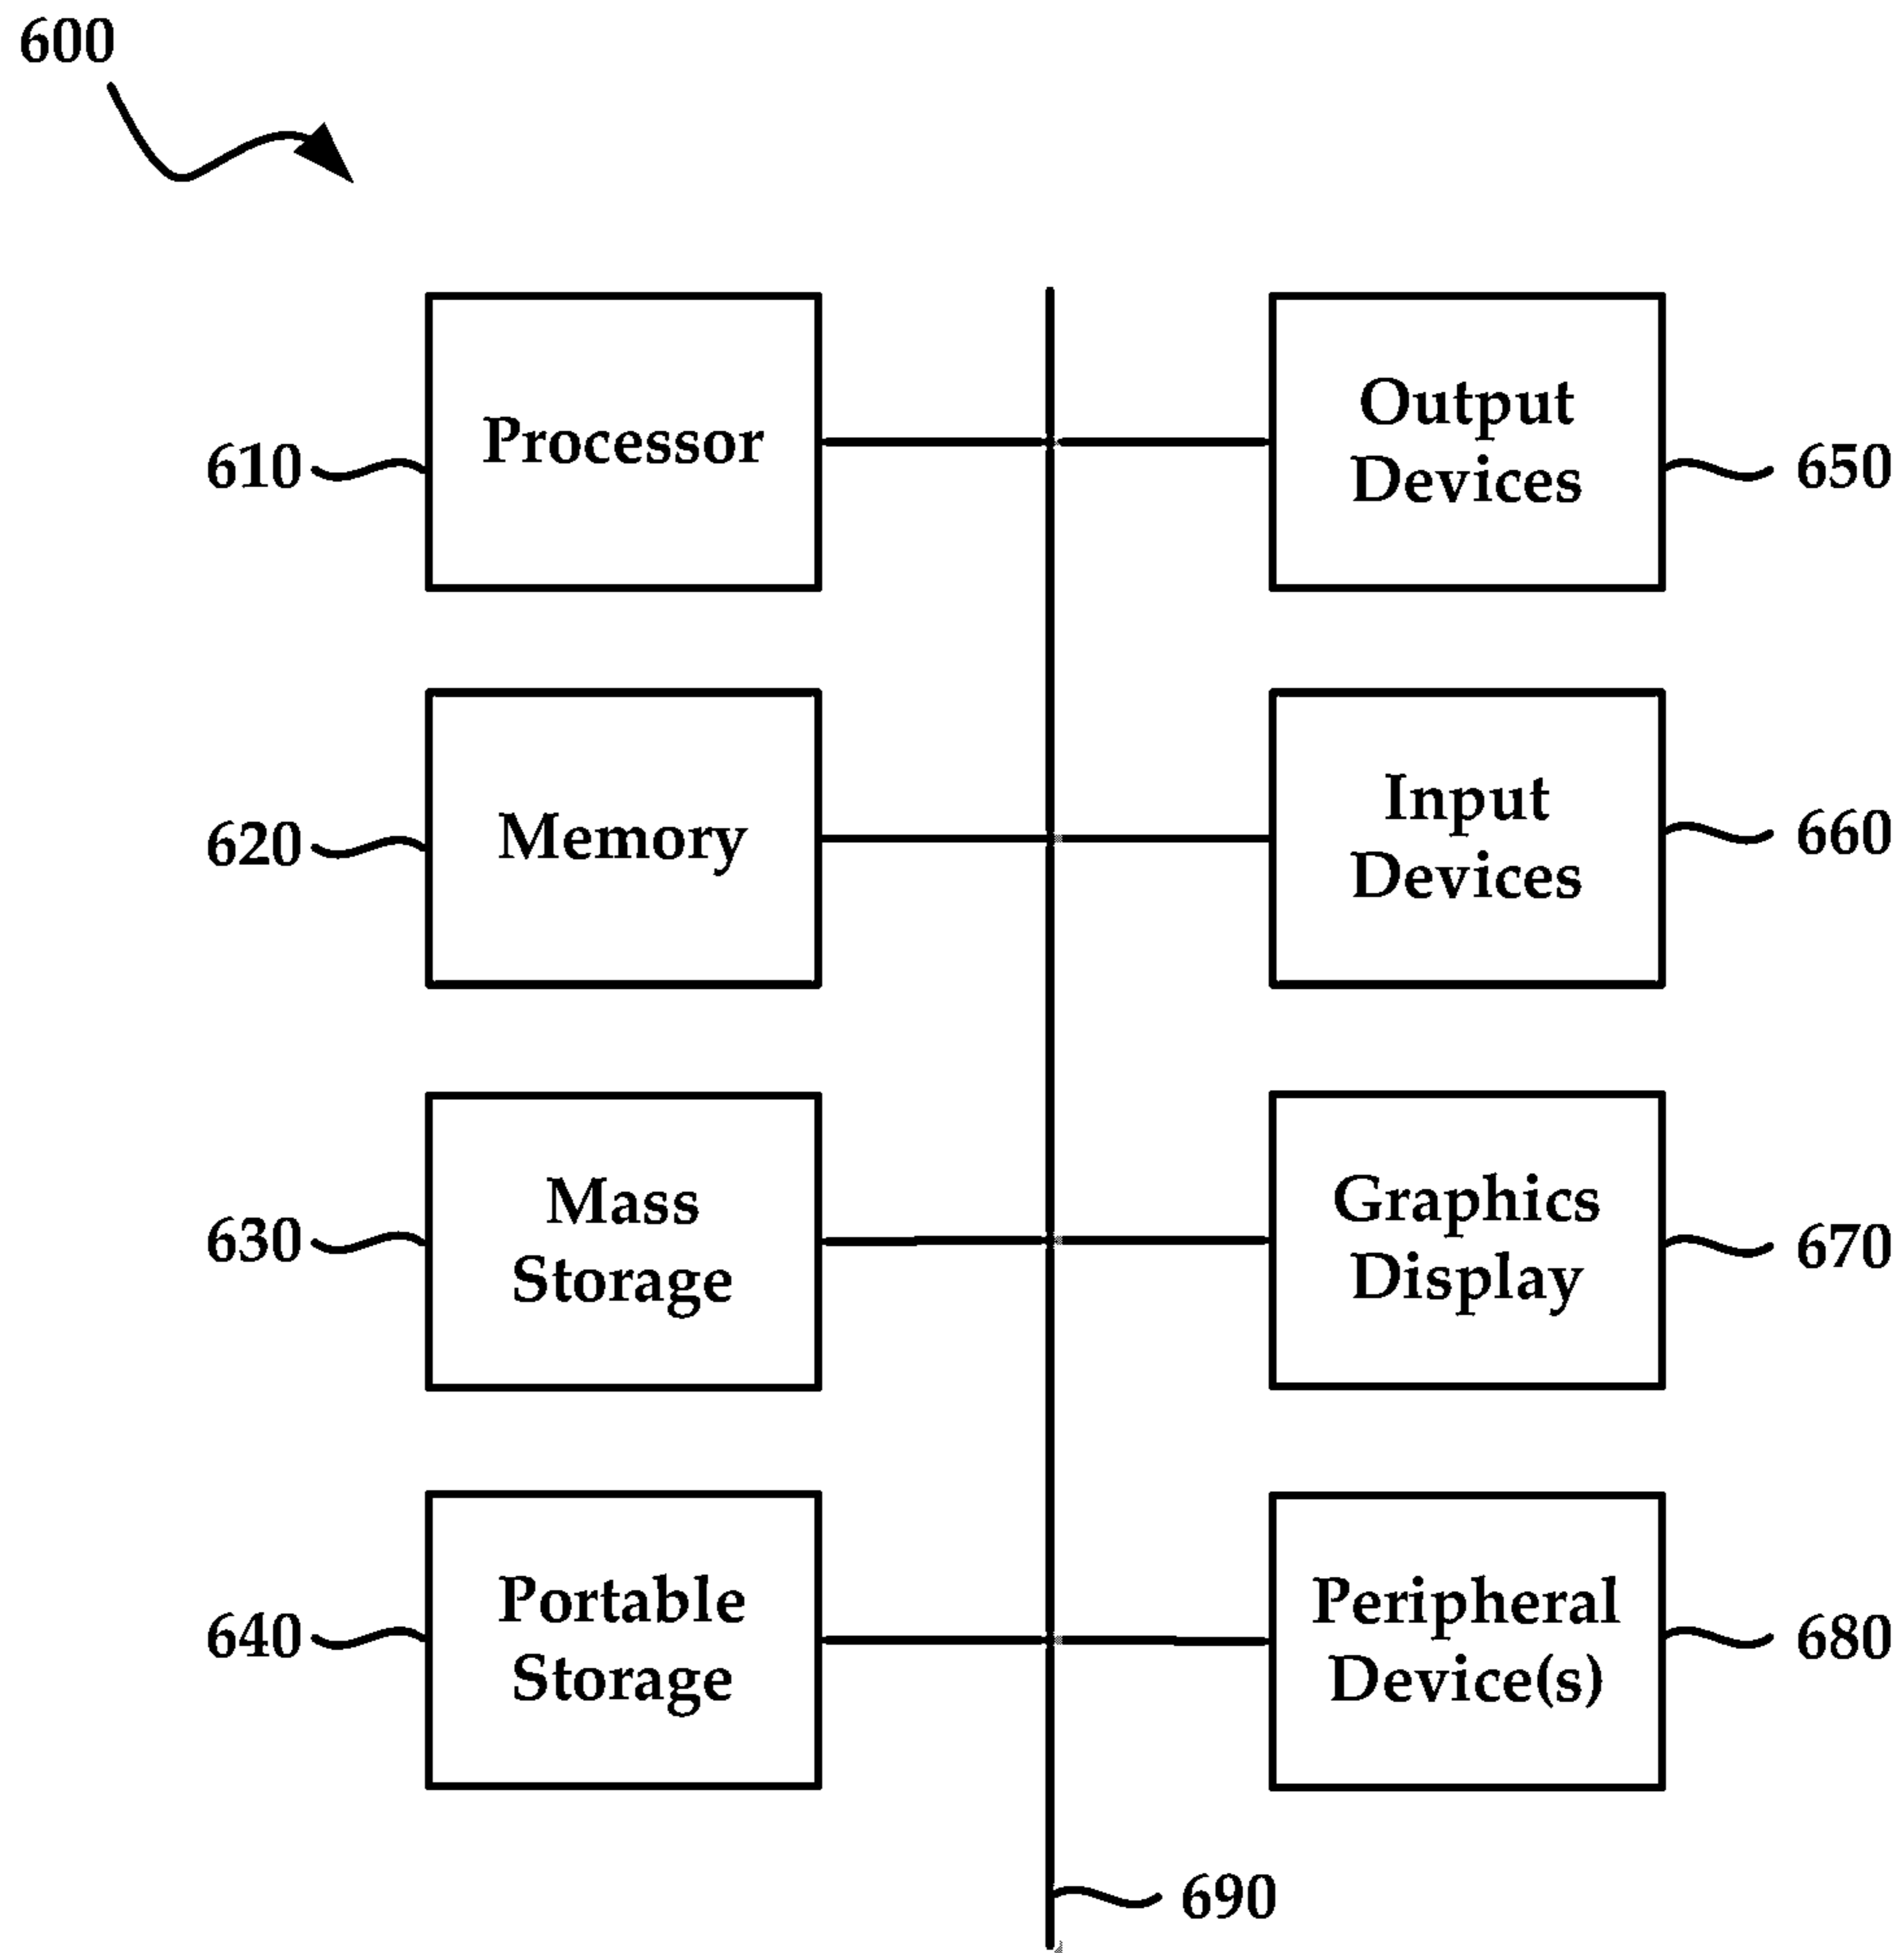 600
Processor
610
Output
Devices
650
Memory
620
Input
Devices
660
Mass
Storage
630
Graphics
Display
670
Portable
Storage
640
Peripheral
Device(s)
680
690